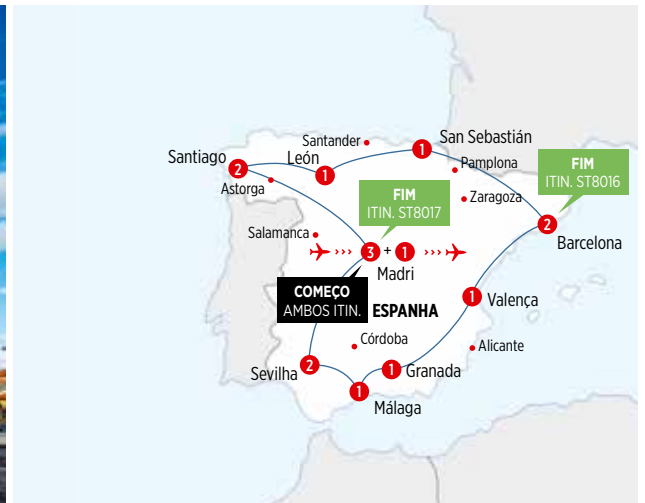 Santander
San Sebastián
Santiago
2
León
1
1
Pamplona
Astorga
FIM
ITIN. ST8016
FIM
ITIN. ST8017
Zaragoza
Salamanca
2
Barcelona
3 + 1
Madri
COMEÇO
AMBOS ITIN.
ESPANHA
1
Valença
Córdoba
Alicante
Sevilha
2
1
Granada
1
Málaga